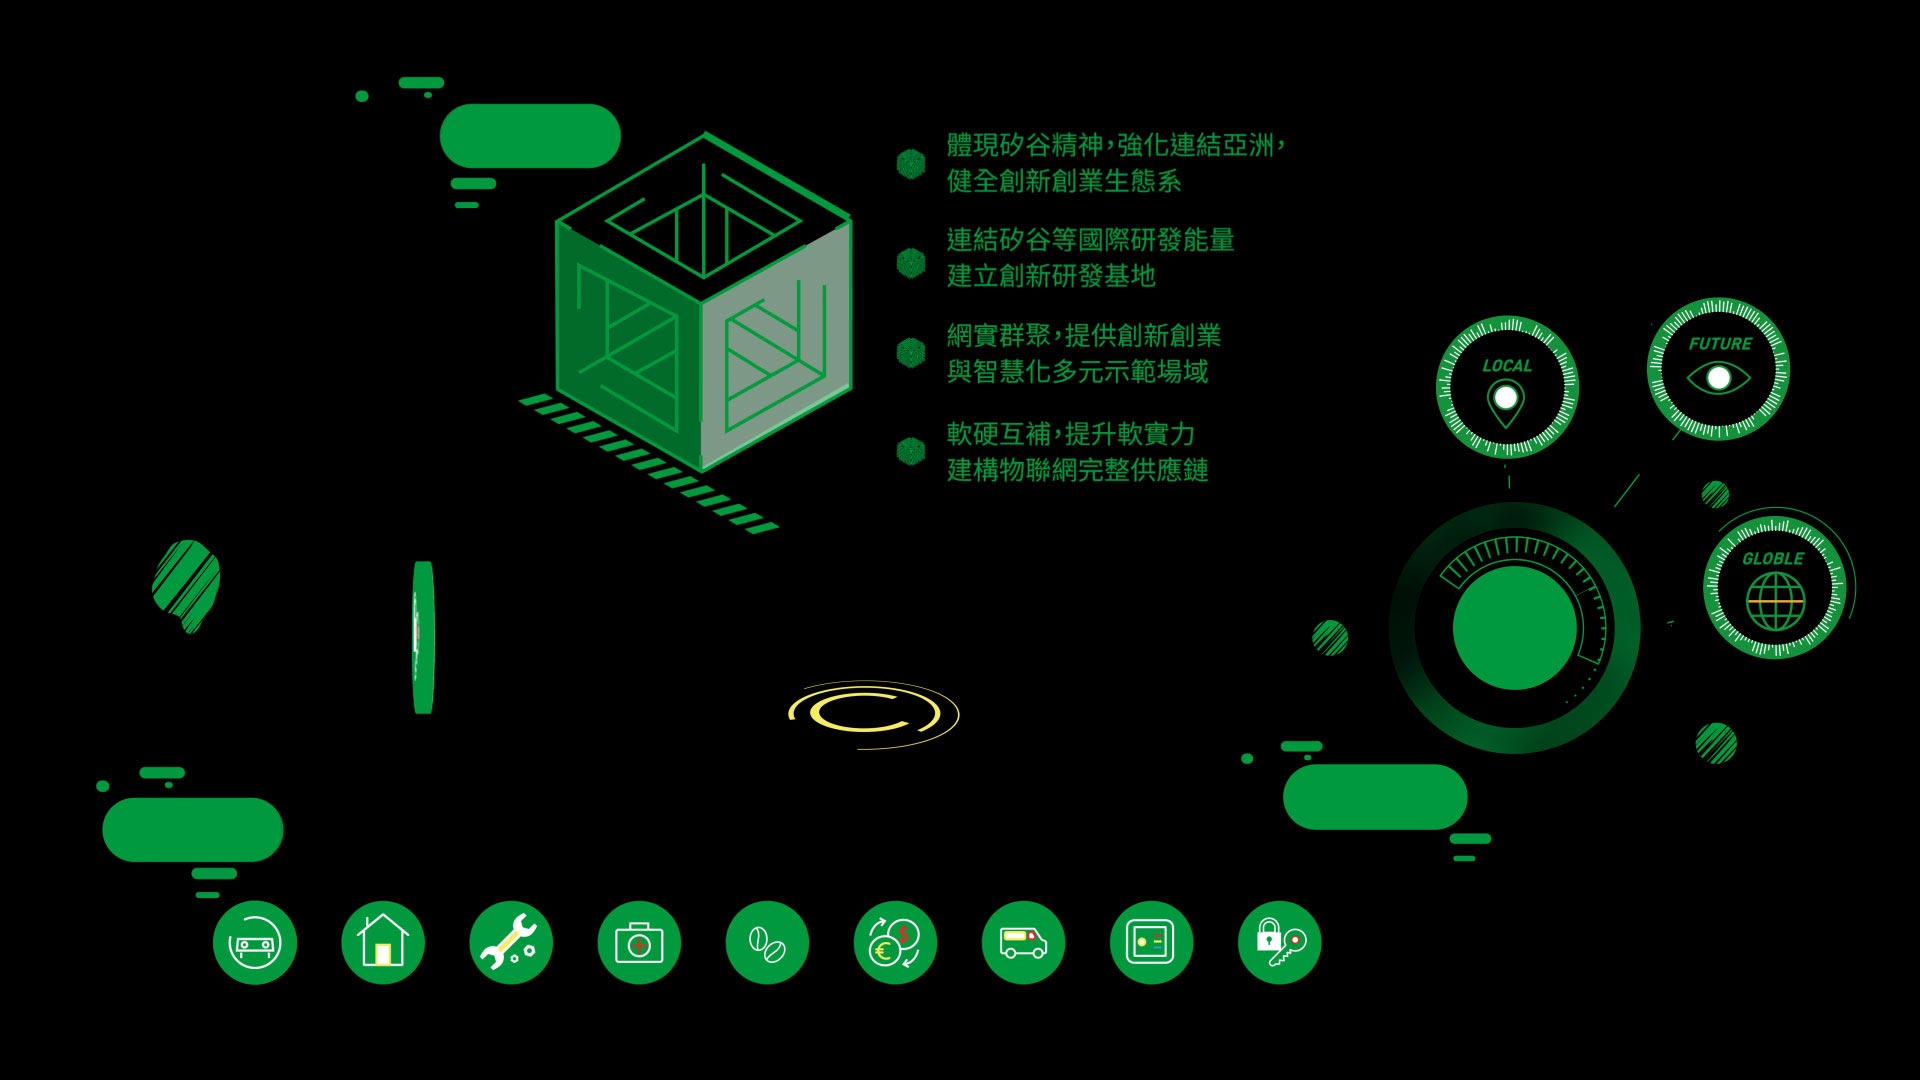 體現矽谷精神，強化連結亞洲，
健全創新創業生態系
連結矽谷等國際研發能量
建立創新研發基地
網實群聚，提供創新創業
與智慧化多元示範場域
軟硬互補，提升軟實力
建構物聯網完整供應鏈
LOCAL
FUTURE
GLOBLE
$
€